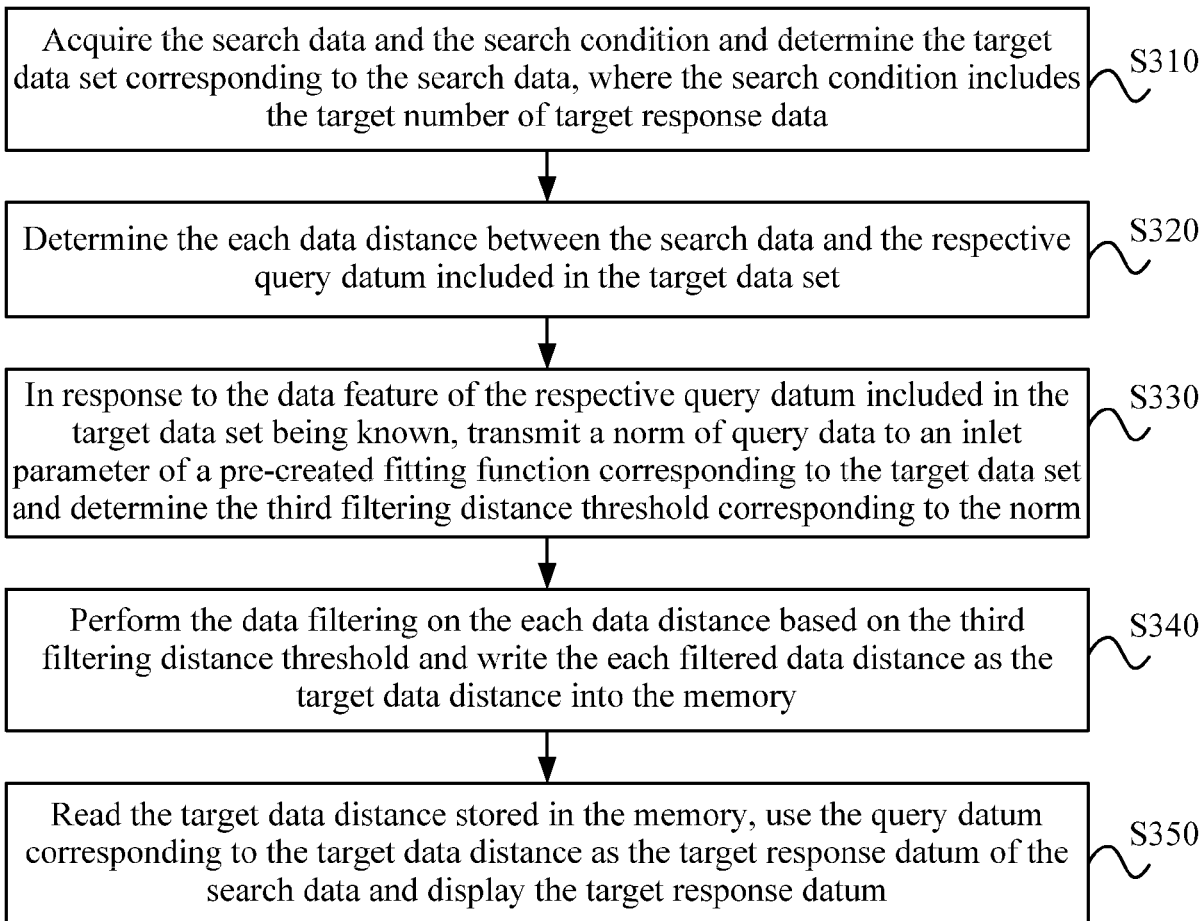 Acquire the search data and the search condition and determine the target
data set corresponding to the search data, where the search condition includes
the target number of target response data
S310
Determine the each data distance between the search data and the respective
query datum included in the target data set
S320
In response to the data feature of the respective query datum included in the
target data set being known, transmit a norm of query data to an inlet
parameter of a pre-created fitting function corresponding to the target data set
and determine the third filtering distance threshold corresponding to the norm
S330
Perform the data filtering on the each data distance based on the third
filtering distance threshold and write the each filtered data distance as the
target data distance into the memory
S340
Read the target data distance stored in the memory, use the query datum
corresponding to the target data distance as the target response datum of the
search data and display the target response datum
S350